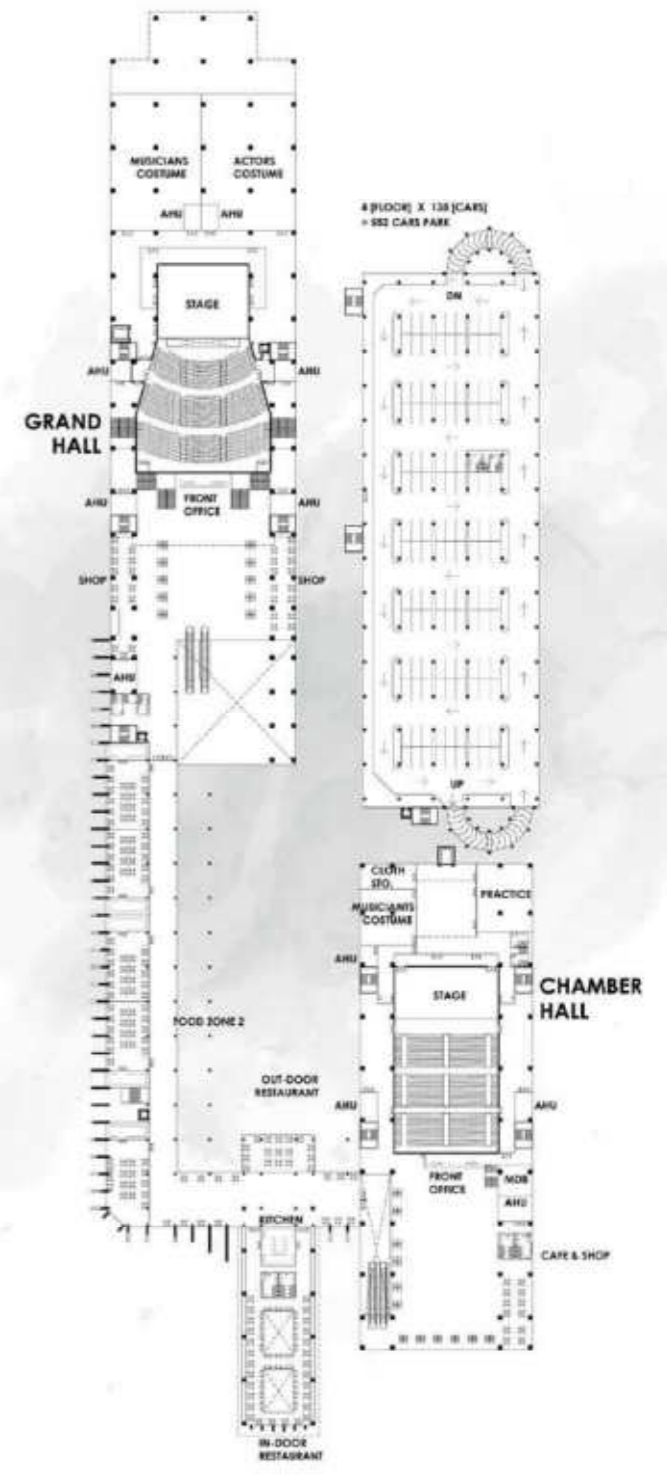 MUSICIANS
COSTUME
ACTORS
COSTUME
AHU
AHU
STAGE
AHU
AHU
GRAND
HALL
AHU
AHU
FRONT
OFFICE
SHOP
SHOP
AHU
FOOD ZONE 2
OUT-DOOR
RESTAURANT
KITCHEN
IN-DOOR
RESTAURANT
4 [FLOOR] X 138 [CARS]
= 552 CARS PARK
DN
UP
CLOTH
STO.
MUSICIANTS
COSTUME
PRACTICE
AHU
STAGE
CHAMBER
HALL
AHU
AHU
FRONT
OFFICE
MDB
AHU
CAFE & SHOP